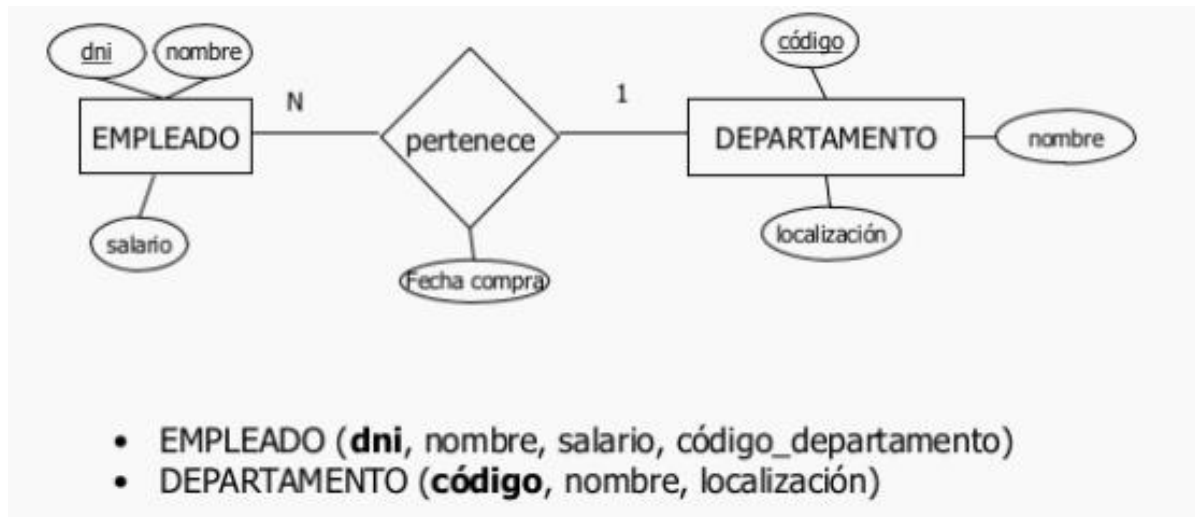 dni
nombre
código
N
1
EMPLEADO
pertenece
DEPARTAMENTO
nombre
salario
localización
Fecha compra
• EMPLEADO (dni, nombre, salario, código_departamento)
• DEPARTAMENTO (código, nombre, localización)